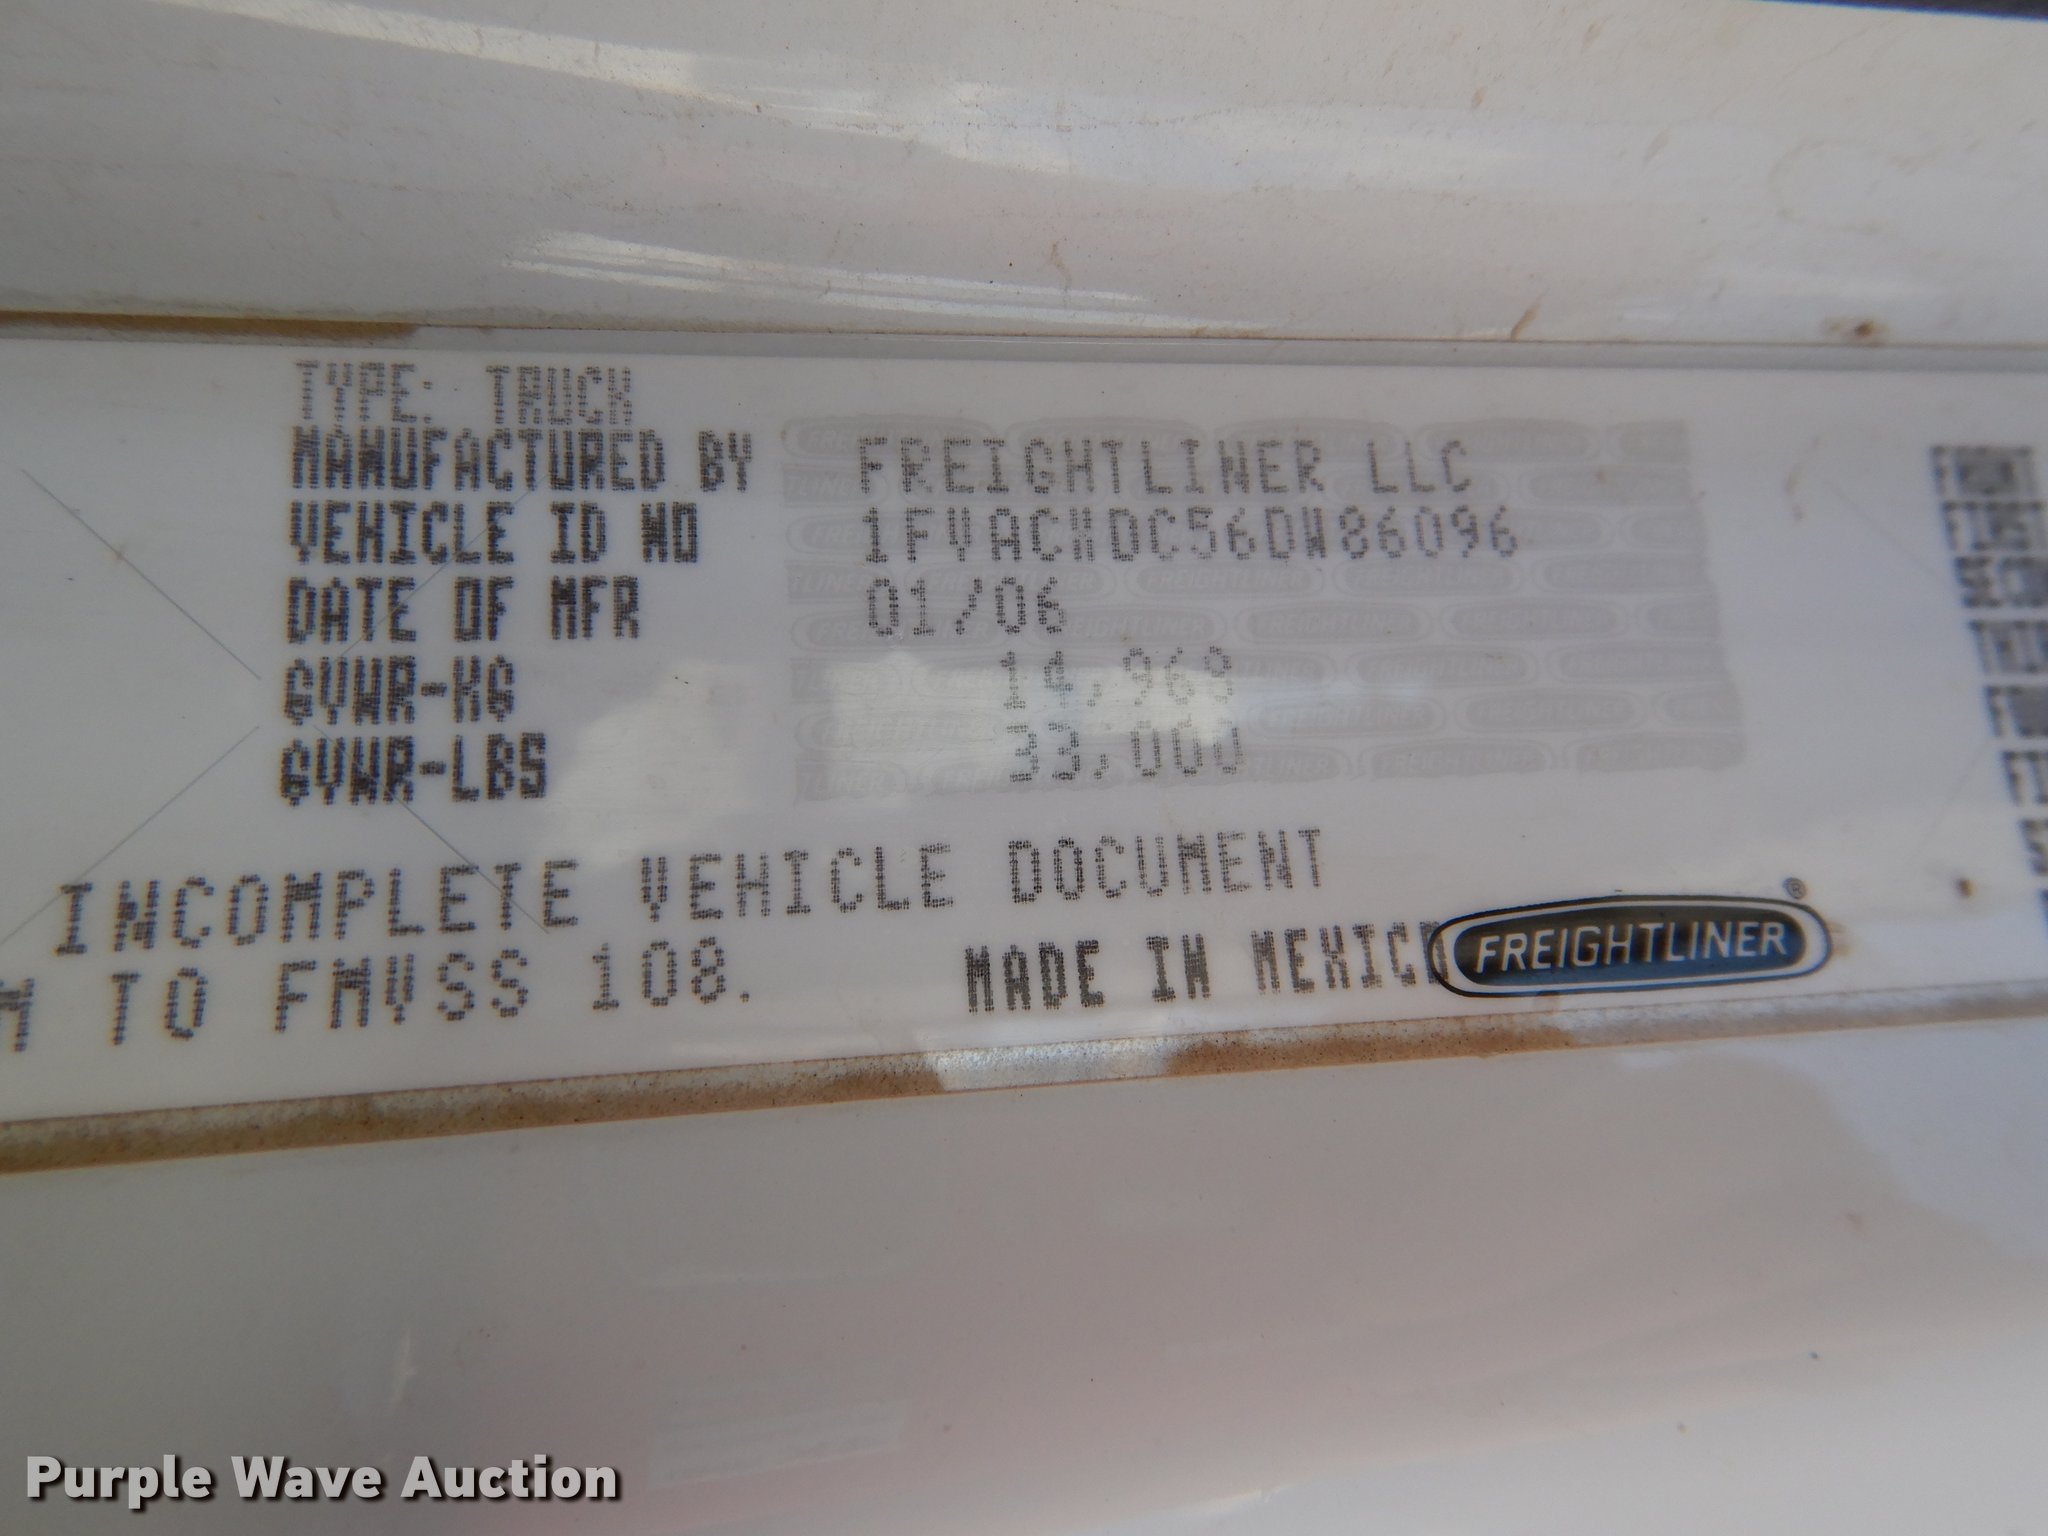 TYPE: TRUCK
MANUFACTURED BY FREIGHTLINER LLC
VEHICLE ID NO 1FVACXDC56DW86096
DATE OF MFR 01/06
GVWR-KG 14,969
GVWR-LBS 33,000
INCOMPLETE VEHICLE DOCUMENT
TO FMVSS 108.
MADE IN MEXICO
FREIGHTLINER®
Purple Wave Auction